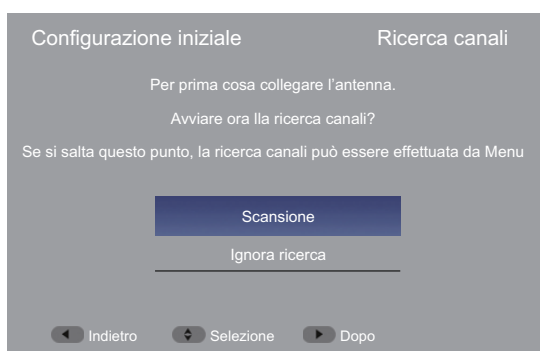 Configurazione iniziale Ricerca canali
Per prima cosa collegare l'antenna.
Avviare ora lla ricerca canali?
Se si salta questo punto, la ricerca canali può essere effettuata da Menu
Scansione
Ignora ricerca
Indietro Selezione Dopo